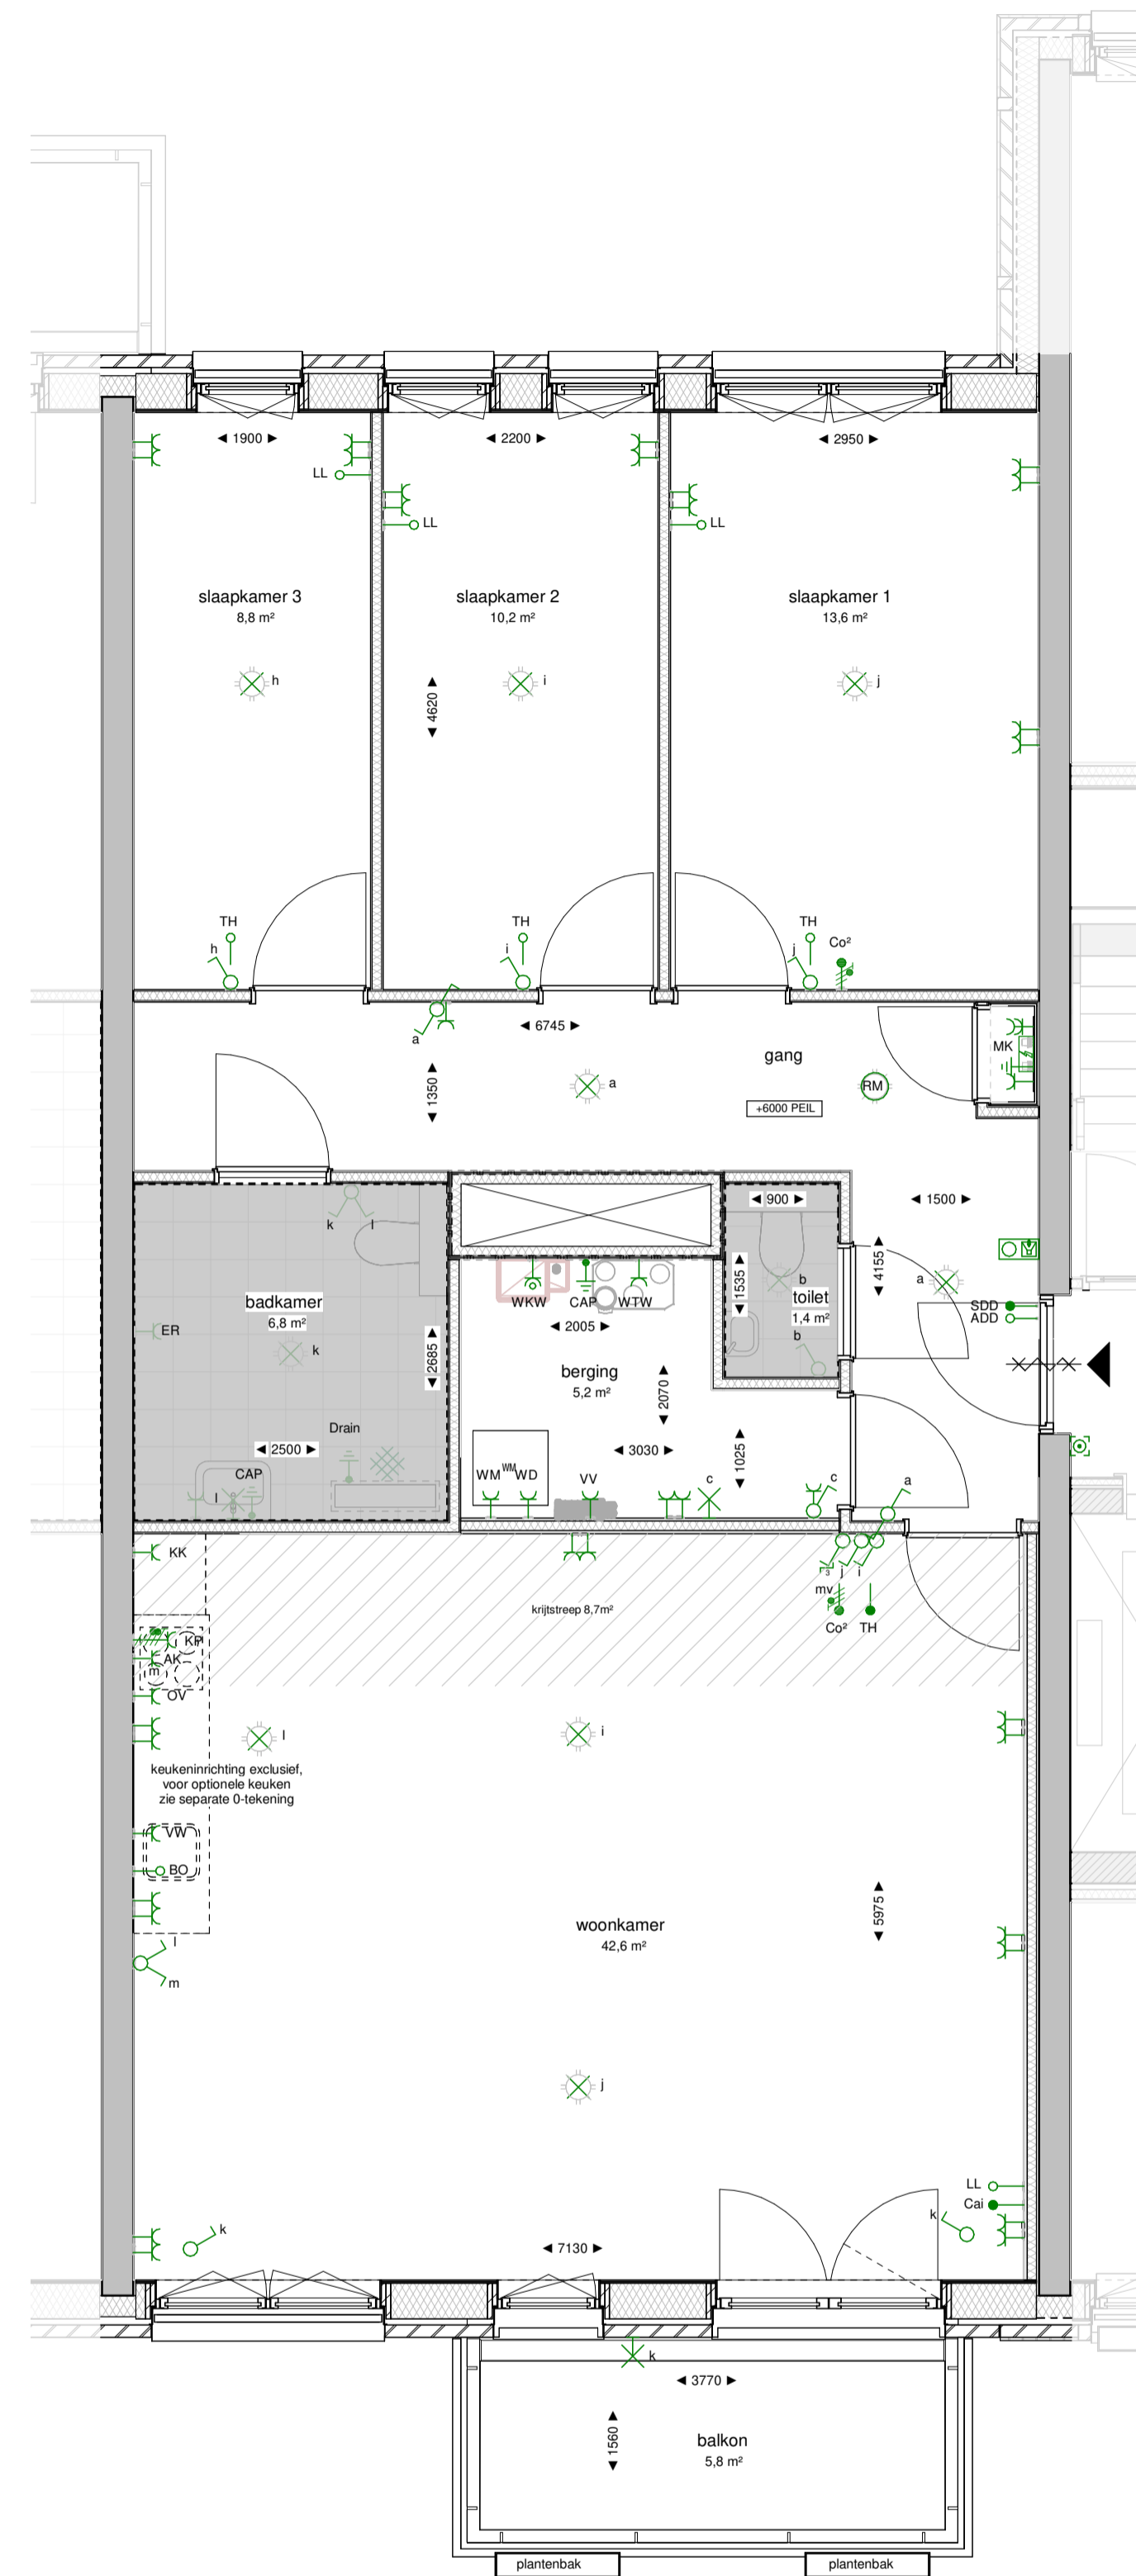 ◄ 1900 ►
◄ 2200 ►
◄ 2950 ►
LL
LL
LL
slaapkamer 3
8,8 m²
slaapkamer 2
10,2 m²
slaapkamer 1
13,6 m²
h
i
j
◄ 4620 ►
TH
h
TH
i
TH
j
Co²
a
◄ 6745 ►
gang
MK
◄ 1350 ►
a
RM
+6000 PEIL
k
l
◄ 900 ►
◄ 1500 ►
◄ 4155 ►
a
◄ 1535 ►
b
toilet
1,4 m²
b
SDD
ADD
badkamer
6,8 m²
ER
k
◄ 2685 ►
WKW
CAP
WTW
◄ 2005 ►
berging
5,2 m²
◄ 2070 ►
Drain
◄ 2500 ►
CAP
l
◄ 3030 ►
◄ 1025 ►
WM
WM
WD
VV
c
c
a
KK
3
j
i
mv
Co²
TH
krijtstreep 8,7m²
KP
AK
m
OV
l
i
keukeninrichting exclusief,
voor optionele keuken
zie separate 0-tekening
VW
BO
l
m
woonkamer
42,6 m²
◄ 5975 ►
j
LL
Cai
k
k
◄ 7130 ►
k
◄ 3770 ►
◄ 1560 ►
balkon
5,8 m²
plantenbak
plantenbak